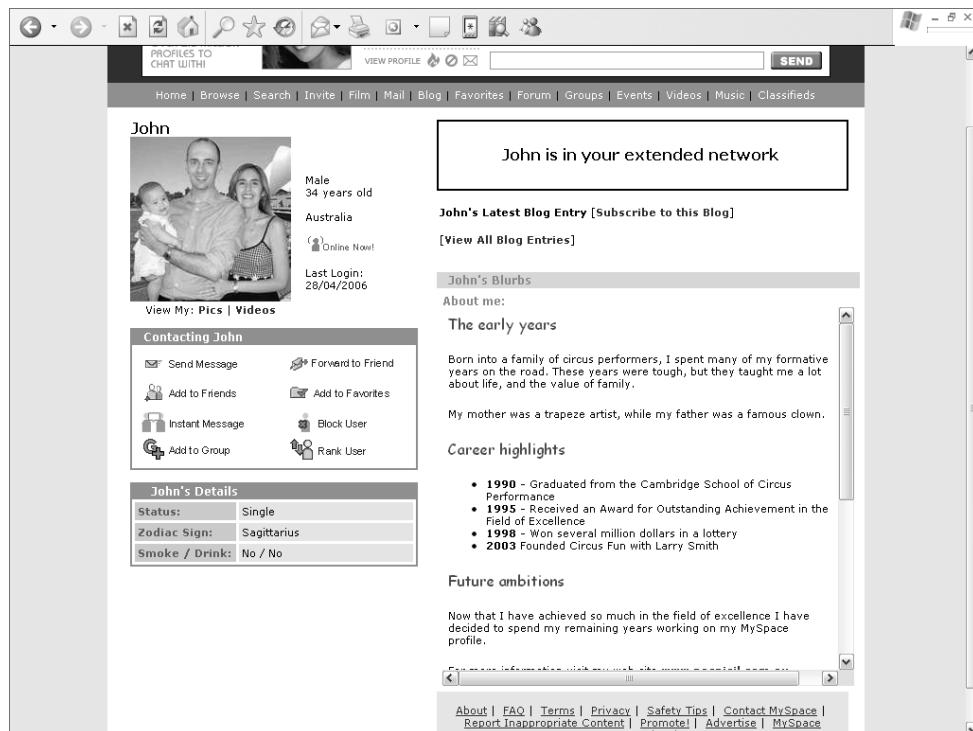 PROFILES TO
CHAT WITH!
VIEW PROFILE
SEND
Home | Browse | Search | Invite | Film | Mail | Blog | Favorites | Forum | Groups | Events | Videos | Music | Classifieds
John
Male
34 years old
Australia
Online Now!
Last Login:
28/04/2006
View My: Pics | Videos
Contacting John
Send Message
Forward to Friend
Add to Friends
Add to Favorites
Instant Message
Block User
Add to Group
Rank User
John's Details
Status: Single
Zodiac Sign: Sagittarius
Smoke / Drink: No / No
John is in your extended network
John's Latest Blog Entry [Subscribe to this Blog]
[View All Blog Entries]
John's Blurbs
About me:
The early years
Born into a family of circus performers, I spent many of my formative
years on the road. These years were tough, but they taught me a lot
about life, and the value of family.
My mother was a trapeze artist, while my father was a famous clown.
Career highlights
• 1990 - Graduated from the Cambridge School of Circus
Performance
• 1995 - Received an Award for Outstanding Achievement in the
Field of Excellence
• 1998 - Won several million dollars in a lottery
• 2003 Founded Circus Fun with Larry Smith
Future ambitions
Now that I have achieved so much in the field of excellence I have
decided to spend my remaining years working on my MySpace
profile.
For more information visit my web site
About | FAQ | Terms | Privacy | Safety Tips | Contact MySpace |
Report Inappropriate Content | Promote! | Advertise | MySpace